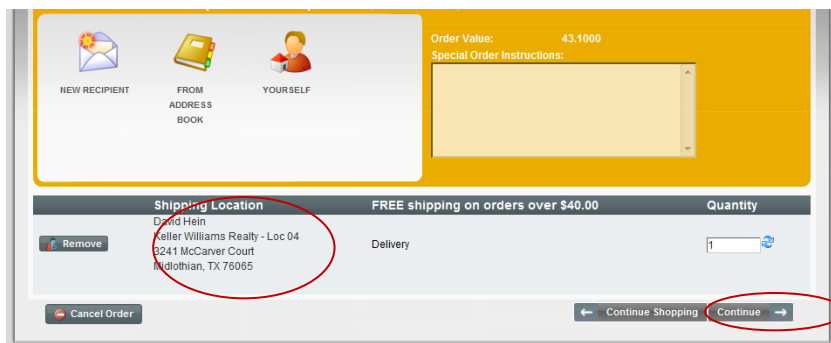 Order Value: 43.1000
Special Order Instructions:
NEW RECIPIENT
FROM
ADDRESS
BOOK
YOURSELF
Shipping Location FREE shipping on orders over $40.00 Quantity
David Hein
Keller Williams Realty - Loc 04
3241 McCarver Court
Midlothian, TX 76065
Remove
Delivery
1
Cancel Order
Continue Shopping
Continue